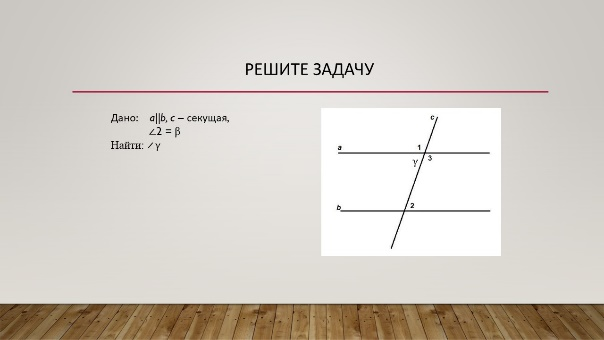 РЕШИТЕ ЗАДАЧУ
Дано: a||b, c – секущая,
∠2 = β
Найти: ∠γ
c
a
1
γ 3
b
2